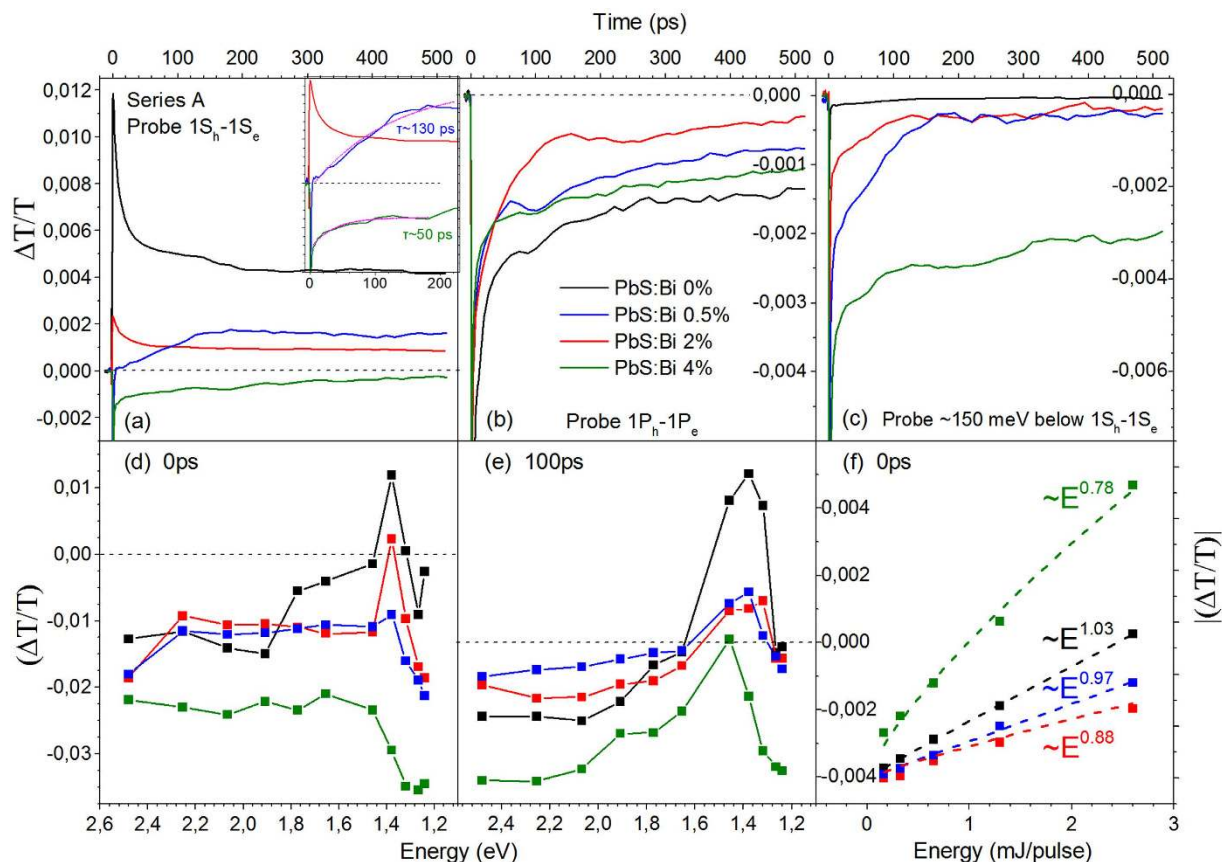 Time (ps)
0 100 200 300 400 500
0 100 200 300 400 500
0 100 200 300 400 500
ΔT/T
0,012
0,010
0,008
0,006
0,004
0,002
0,000
-0,002
Series A
Probe 1Sh-1Se
τ~130 ps
τ~50 ps
0 100 200
(a)
0,000
-0,001
-0,002
-0,003
-0,004
PbS:Bi 0%
PbS:Bi 0.5%
PbS:Bi 2%
PbS:Bi 4%
(b) Probe 1Ph-1Pe
0,000
-0,002
-0,004
-0,006
(c) Probe ~150 meV below 1Sh-1Se
(ΔT/T)
(d) 0ps
0,01
0,00
-0,01
-0,02
-0,03
2,6 2,4 2,2 2,0 1,8 1,6 1,4 1,2
(e) 100ps
0,004
0,002
0,000
-0,002
-0,004
2,4 2,2 2,0 1,8 1,6 1,4 1,2
Energy (eV)
(f) 0ps
~E0.78
~E1.03
~E0.97
~E0.88
|(ΔT/T)|
0 1 2 3
Energy (mJ/pulse)